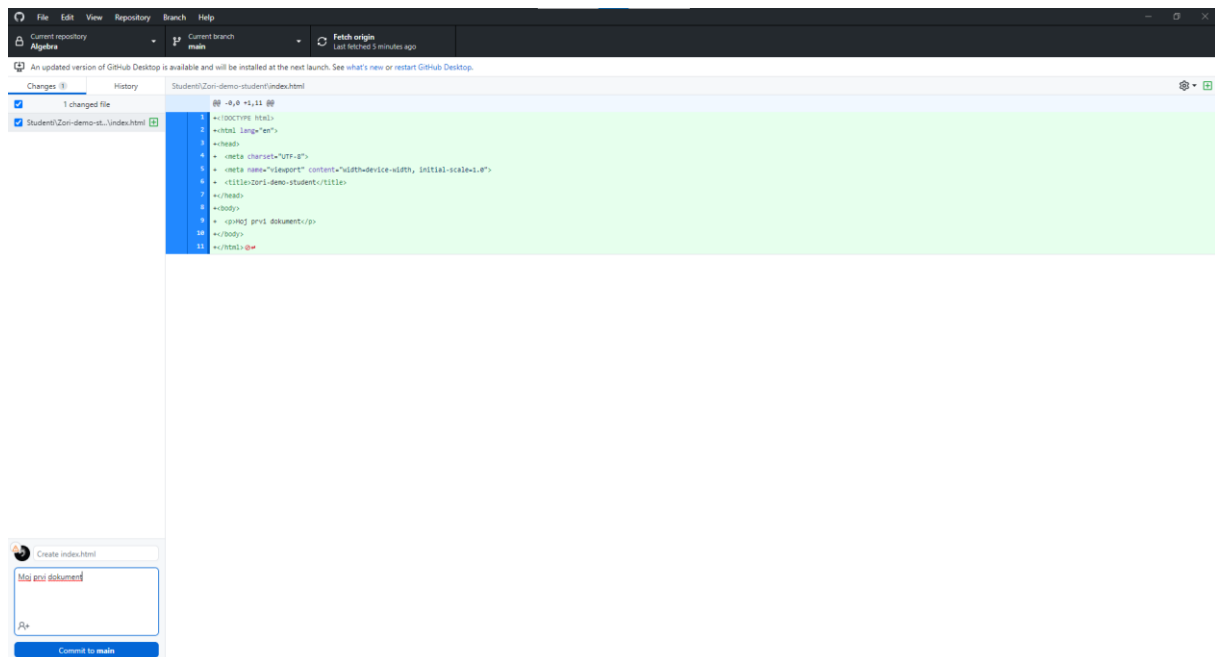 File Edit View Repository Branch Help
Current repository
Algebra
Current branch
main
Fetch origin
Last fetched 5 minutes ago
An updated version of GitHub Desktop is available and will be installed at the next launch. See what's new or restart GitHub Desktop.
Changes 1 History
Studenti\Zori-demo-student\index.html
1 changed file
Studenti\Zori-demo-st...\index.html
@@ -0,0 +1,11 @@
1 +<!DOCTYPE html>
2 +<html lang="en">
3 +<head>
4 + <meta charset="UTF-8">
5 + <meta name="viewport" content="width=device-width, initial-scale=1.0">
6 + <title>Zori-demo-student</title>
7 +</head>
8 +<body>
9 + <p>Moj prvi dokument</p>
10 +</body>
11 +</html>
Create index.html
Moj prvi dokument
Commit to main